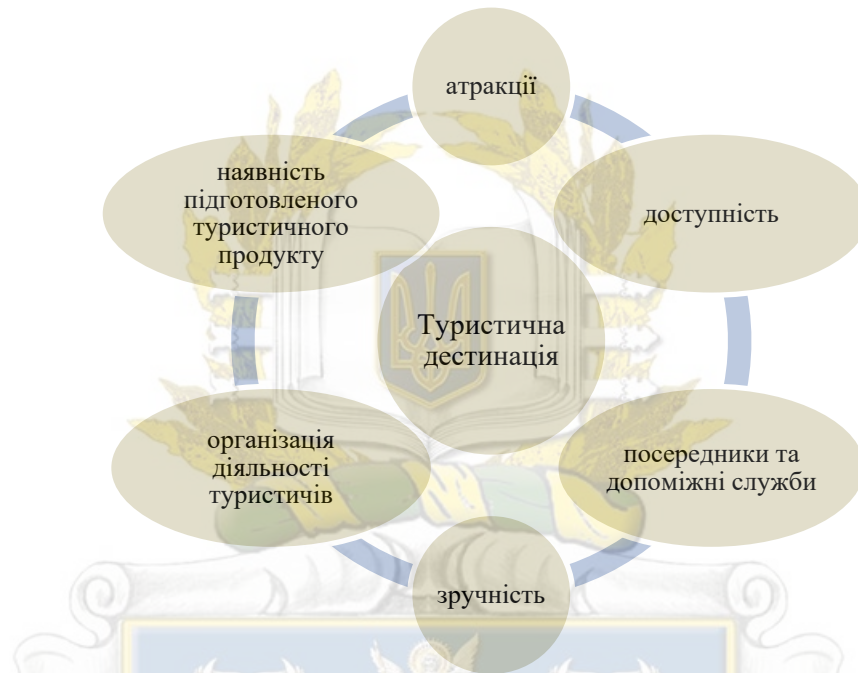 атракції
наявність
підготовленого
туристичного
продукту
доступність
Туристична
дестинація
організація
діяльності
туристичів
посередники та
допоміжні служби
зручність